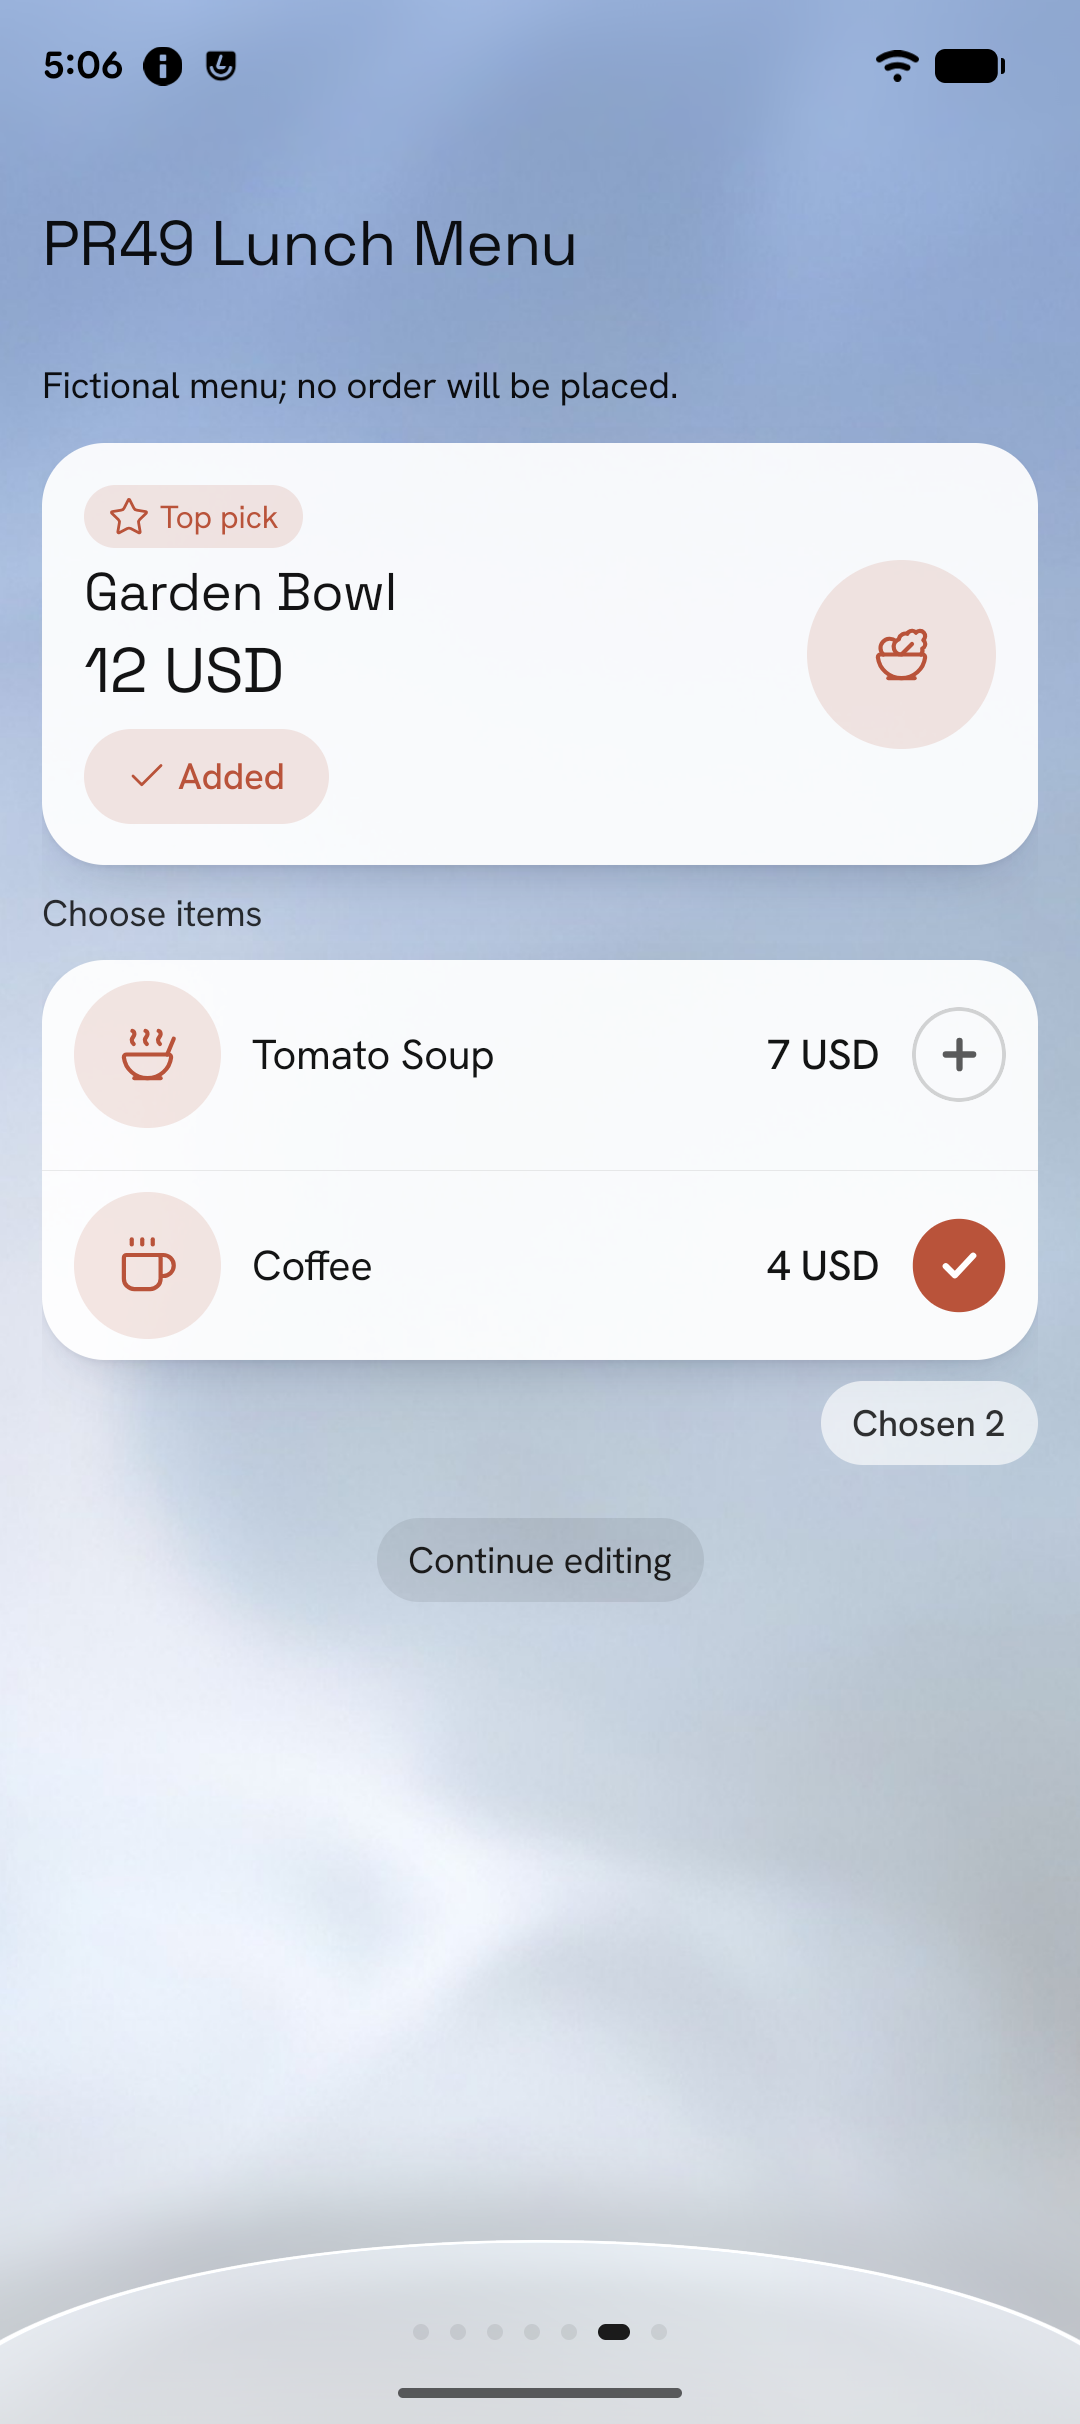 5:06
PR49 Lunch Menu
Fictional menu; no order will be placed.
Top pick
Garden Bowl
12 USD
Added
Choose items
Tomato Soup 7 USD
Coffee 4 USD
Chosen 2
Continue editing